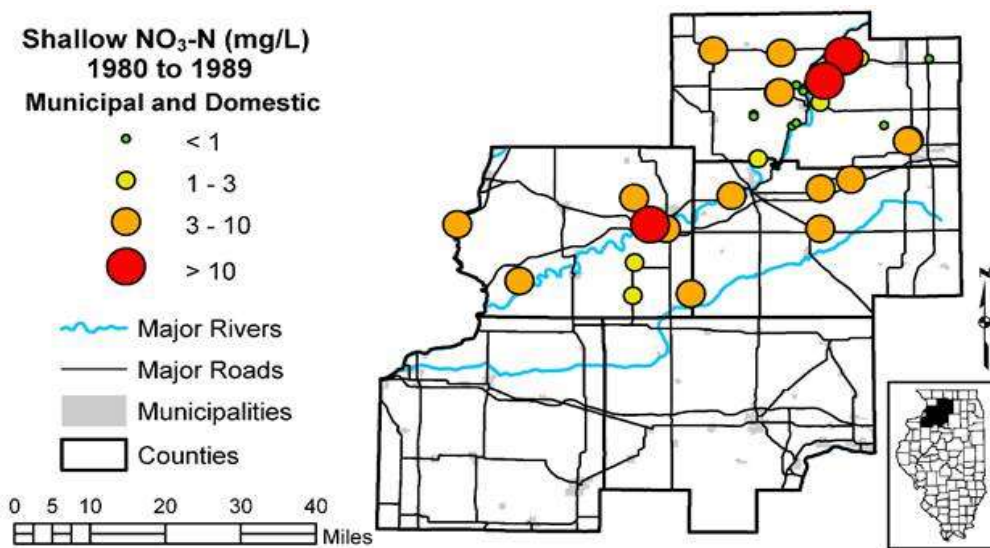 Shallow NO₃-N (mg/L)
1980 to 1989
Municipal and Domestic
< 1
1 - 3
3 - 10
> 10
Major Rivers
Major Roads
Municipalities
Counties
0 5 10 20 30 40
Miles
N